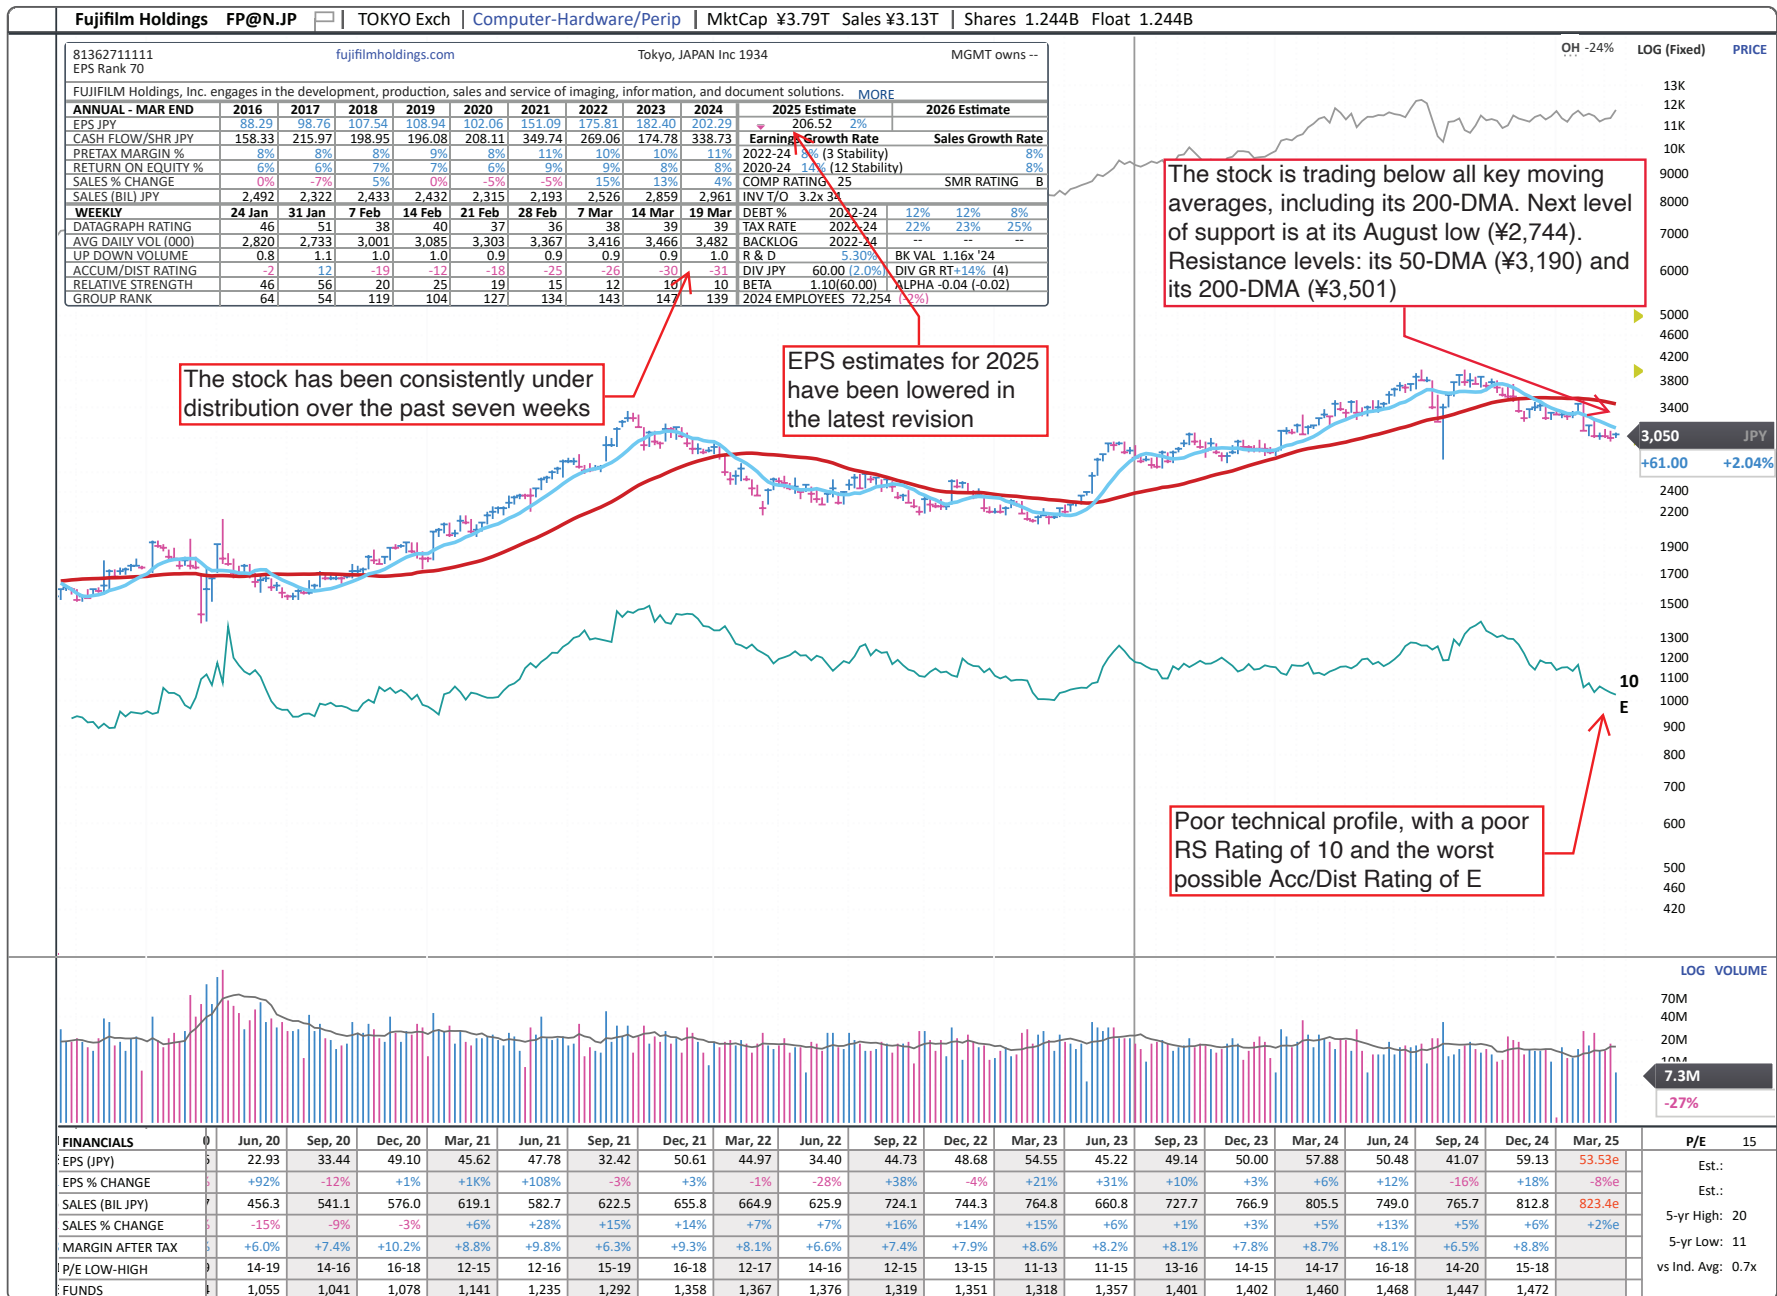 Fujifilm Holdings FP@N.JP TOKYO Exch Computer-Hardware/Perip MktCap ¥3.79T Sales ¥3.13T Shares 1.244B Float 1.244B
OH -24% LOG (Fixed) PRICE
81362711111 fujifilmholdings.com Tokyo, JAPAN Inc 1934 MGMT owns --
EPS Rank 70
FUJIFILM Holdings, Inc. engages in the development, production, sales and service of imaging, information, and document solutions. MORE
ANNUAL - MAR END 2016 2017 2018 2019 2020 2021 2022 2023 2024 2025 Estimate 2026 Estimate
EPS JPY 88.29 98.76 107.54 108.94 102.06 151.09 175.81 182.40 202.29 206.52 2%
CASH FLOW/SHR JPY 158.33 215.97 198.95 196.08 208.11 349.74 269.06 174.78 338.73 Earnings Growth Rate Sales Growth Rate
PRETAX MARGIN % 8% 8% 8% 9% 8% 11% 10% 10% 11% 2022-24 8% (3 Stability) 8%
RETURN ON EQUITY % 6% 6% 7% 7% 6% 9% 9% 8% 8% 2020-24 14% (12 Stability) 8%
SALES % CHANGE 0% -7% 5% 0% -5% -5% 15% 13% 4% COMP RATING 25 SMR RATING B
SALES (BIL) JPY 2,492 2,322 2,433 2,432 2,315 2,193 2,526 2,859 2,961 INV T/O 3.2x 34
WEEKLY 24 Jan 31 Jan 7 Feb 14 Feb 21 Feb 28 Feb 7 Mar 14 Mar 19 Mar DEBT % 2022-24 12% 12% 8%
DATAGRAPH RATING 46 51 38 40 37 36 38 39 39 TAX RATE 2022-24 22% 23% 25%
AVG DAILY VOL (000) 2,820 2,733 3,001 3,085 3,303 3,367 3,416 3,466 3,482 BACKLOG 2022-24 -- -- --
UP DOWN VOLUME 0.8 1.1 1.0 1.0 0.9 0.9 0.9 0.9 1.0 R & D 5.30% BK VAL 1.16x '24
ACCUM/DIST RATING -2 12 -19 -12 -18 -25 -26 -30 -31 DIV JPY 60.00 (2.0%) DIV GR RT +14% (4)
RELATIVE STRENGTH 46 56 20 25 19 15 12 10 10 BETA 1.10(60.00) ALPHA -0.04 (-0.02)
GROUP RANK 64 54 119 104 127 134 143 147 139 2024 EMPLOYEES 72,254 (-2%)
The stock is trading below all key moving
averages, including its 200-DMA. Next level
of support is at its August low (¥2,744).
Resistance levels: its 50-DMA (¥3,190) and
its 200-DMA (¥3,501)
EPS estimates for 2025
have been lowered in
the latest revision
The stock has been consistently under
distribution over the past seven weeks
13K
12K
11K
10K
9000
8000
7000
6000
5000
4600
4200
3800
3400
3,050 JPY
+61.00 +2.04%
2400
2200
1900
1700
1500
1300
1200
1100
1000
900
800
700
600
500
460
420
10
E
Poor technical profile, with a poor
RS Rating of 10 and the worst
possible Acc/Dist Rating of E
LOG VOLUME
70M
40M
20M
10M
7.3M
-27%
FINANCIALS 0 Jun, 20 Sep, 20 Dec, 20 Mar, 21 Jun, 21 Sep, 21 Dec, 21 Mar, 22 Jun, 22 Sep, 22 Dec, 22 Mar, 23 Jun, 23 Sep, 23 Dec, 23 Mar, 24 Jun, 24 Sep, 24 Dec, 24 Mar, 25 P/E 15
EPS (JPY) 22.93 33.44 49.10 45.62 47.78 32.42 50.61 44.97 34.40 44.73 48.68 54.55 45.22 49.14 50.00 57.88 50.48 41.07 59.13 53.53e Est.:
EPS % CHANGE % +92% -12% +1% +1K% +108% -3% +3% -1% -28% +38% -4% +21% +31% +10% +3% +6% +12% -16% +18% -8%e Est.:
SALES (BIL JPY) 7 456.3 541.1 576.0 619.1 582.7 622.5 655.8 664.9 625.9 724.1 744.3 764.8 660.8 727.7 766.9 805.5 749.0 765.7 812.8 823.4e 5-yr High: 20
SALES % CHANGE % -15% -9% -3% +6% +28% +15% +14% +7% +7% +16% +14% +15% +6% +1% +3% +5% +13% +5% +6% +2%e 5-yr Low: 11
MARGIN AFTER TAX % +6.0% +7.4% +10.2% +8.8% +9.8% +6.3% +9.3% +8.1% +6.6% +7.4% +7.9% +8.6% +8.2% +8.1% +7.8% +8.7% +8.1% +6.5% +8.8%
P/E LOW-HIGH 9 14-19 14-16 16-18 12-15 12-16 15-19 16-18 12-17 14-16 12-15 13-15 11-13 11-15 13-16 14-15 14-17 16-18 14-20 15-18 vs Ind. Avg: 0.7x
FUNDS 4 1,055 1,041 1,078 1,141 1,235 1,292 1,358 1,367 1,376 1,319 1,351 1,318 1,357 1,401 1,402 1,460 1,468 1,447 1,472